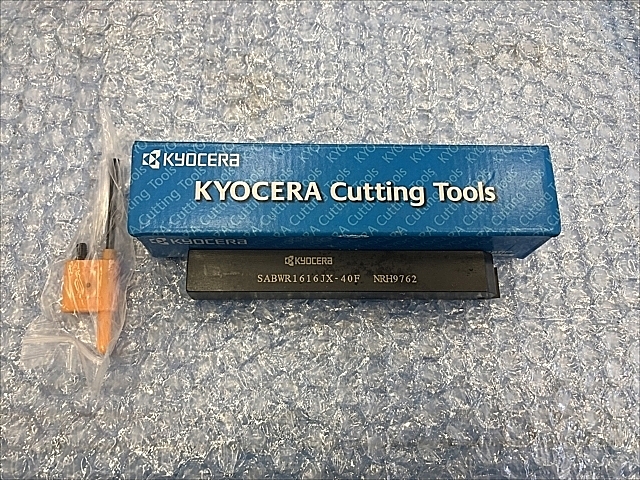 KYOCERA
KYOCERA Cutting Tools
KYOCERA
KYOCERA
SABWR1616JX-40F NRH9762